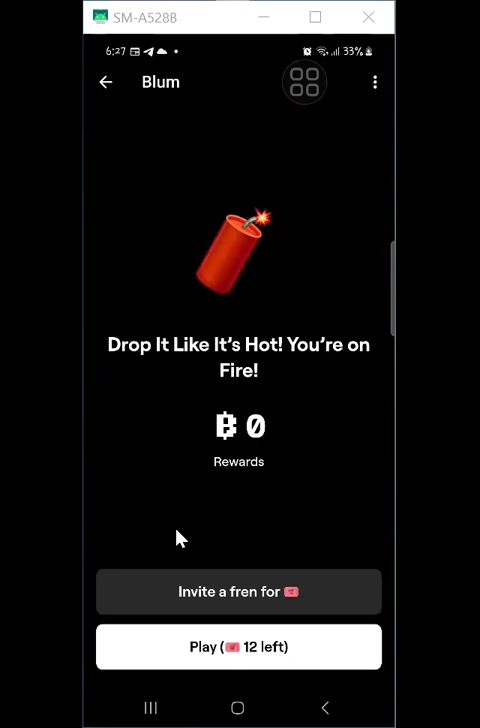 SM-A528B
6:27
33%
Blum
Drop It Like It's Hot! You're on
Fire!
0
Rewards
Invite a fren for
Play ( 12 left)